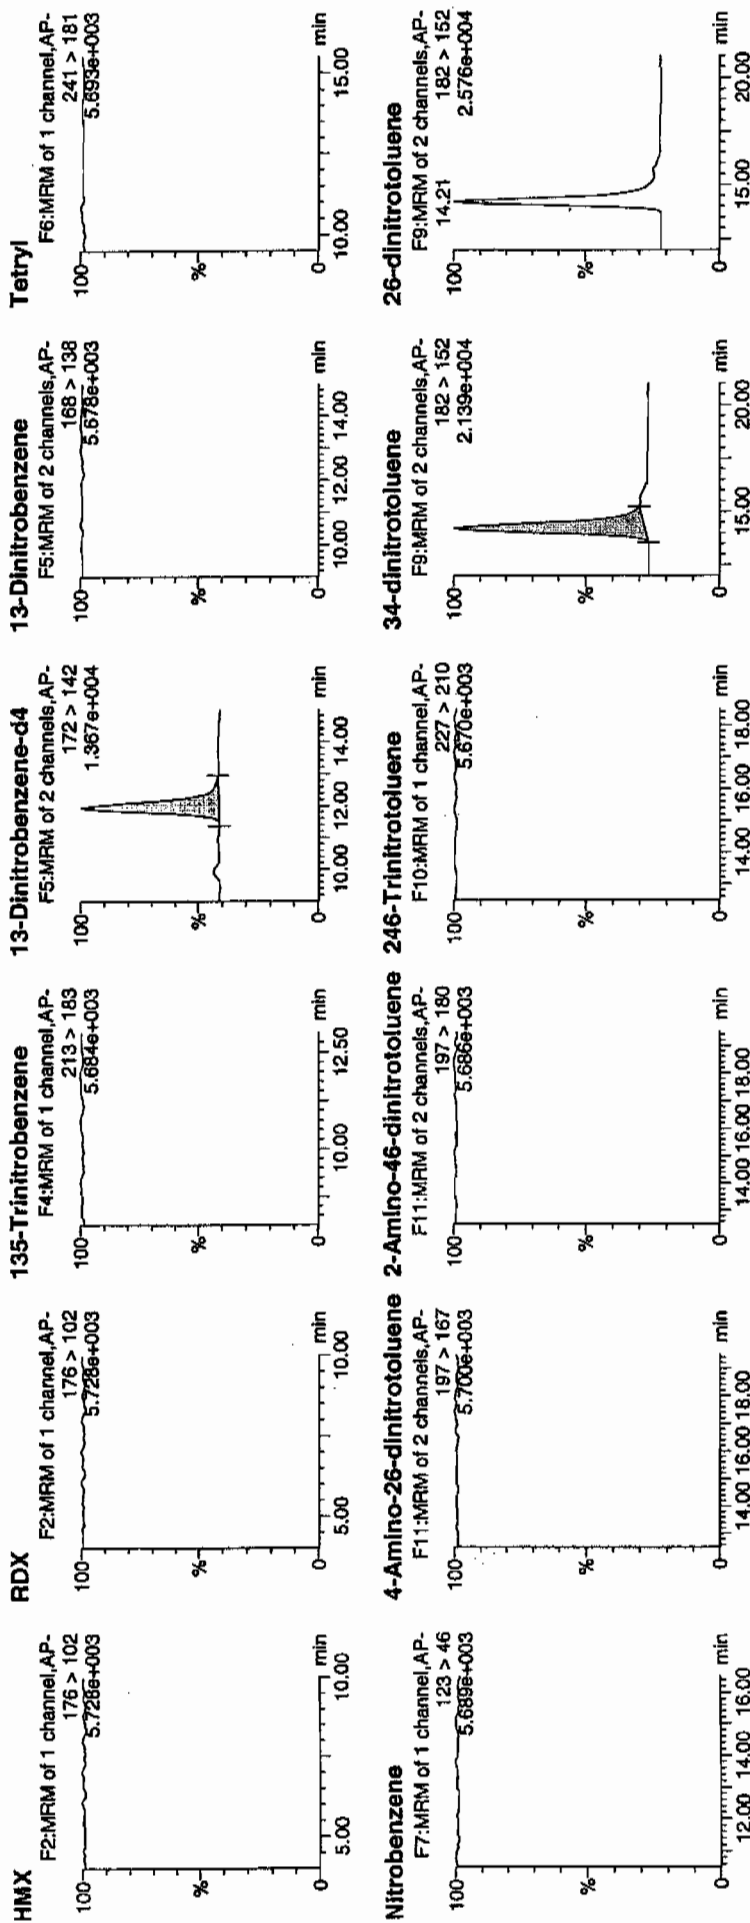 HMX
F2:MRM of 1 channel,AP-
176 > 102
5.728e+003
100
%
0
5.00
10.00
min
RDX
F2:MRM of 1 channel,AP-
176 > 102
5.728e+003
100
%
0
5.00
10.00
min
135-Trinitrobenzene
F4:MRM of 1 channel,AP-
213 > 183
5.684e+003
100
%
0
10.00
12.50
min
13-Dinitrobenzene-d4
F5:MRM of 2 channels,AP-
172 > 142
1.367e+004
100
%
0
10.00
12.00
14.00
min
13-Dinitrobenzene
F5:MRM of 2 channels,AP-
168 > 138
5.678e+003
100
%
0
10.00
12.00
14.00
min
Tetryl
F6:MRM of 1 channel,AP-
241 > 181
5.693e+003
100
%
0
10.00
15.00
min
Nitrobenzene
F7:MRM of 1 channel,AP-
123 > 46
5.689e+003
100
%
0
12.00
14.00
16.00
min
4-Amino-26-dinitrotoluene
F11:MRM of 2 channels,AP-
197 > 167
5.700e+003
100
%
0
14.00
16.00
18.00
min
2-Amino-46-dinitrotoluene
F11:MRM of 2 channels,AP-
197 > 180
5.686e+003
100
%
0
14.00
16.00
18.00
min
246-Trinitrotoluene
F10:MRM of 1 channel,AP-
227 > 210
5.670e+003
100
%
0
14.00
16.00
18.00
min
34-dinitrotoluene
F9:MRM of 2 channels,AP-
182 > 152
2.139e+004
100
%
0
15.00
20.00
min
26-dinitrotoluene
F9:MRM of 2 channels,AP-
14.21
182 > 152
2.576e+004
100
%
0
15.00
20.00
min